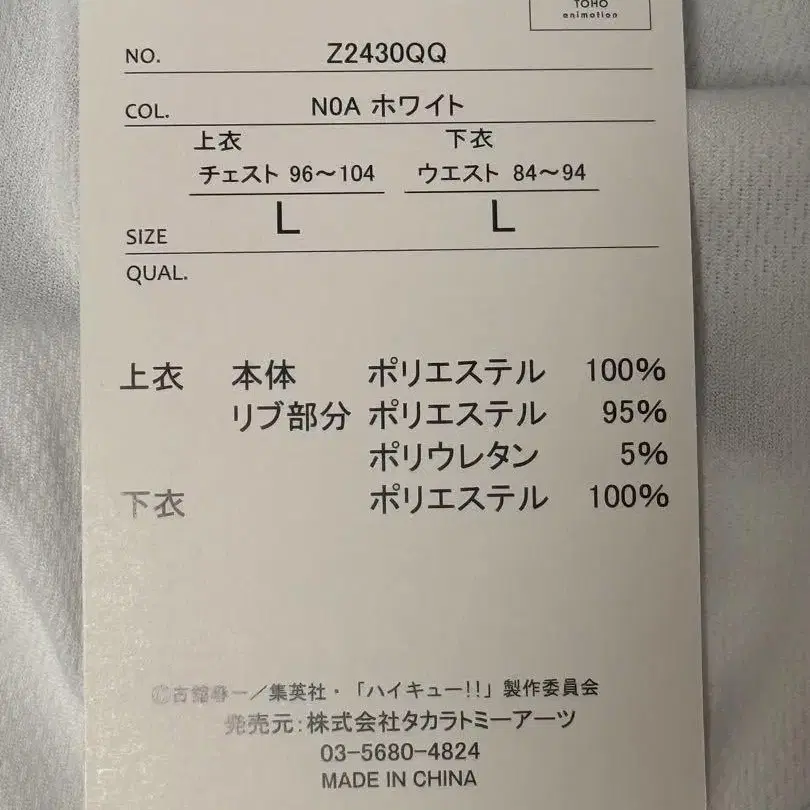 TOHO
animation
NO. Z2430QQ
COL. N0A ホワイト
上衣 下衣
チェスト 96～104 ウエスト 84～94
L L
SIZE
QUAL.
上衣 本体 ポリエステル 100%
リブ部分 ポリエステル 95%
ポリウレタン 5%
下衣 ポリエステル 100%
©古舘春一／集英社・「ハイキュー!!」製作委員会
発売元:株式会社タカラトミーアーツ
03-5680-4824
MADE IN CHINA